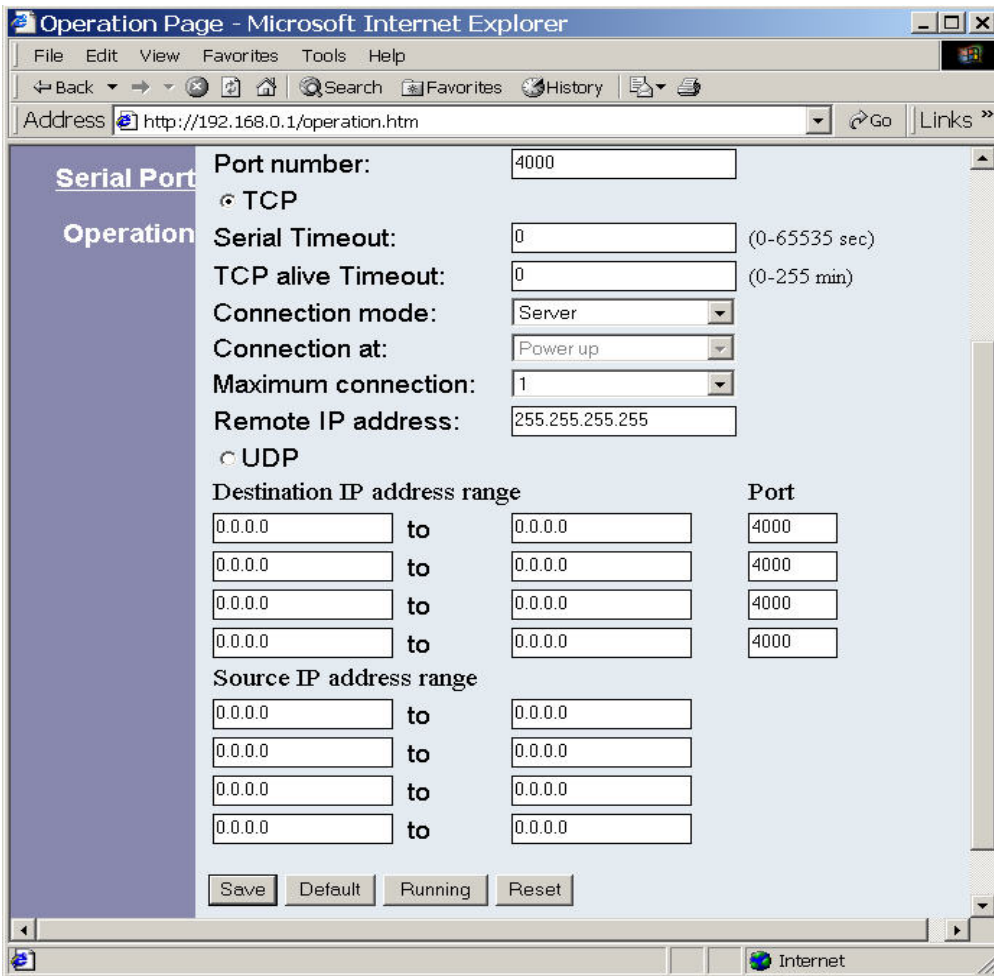 Operation Page - Microsoft Internet Explorer
File Edit View Favorites Tools Help
Back Search Favorites History
Address http://192.168.0.1/operation.htm Go Links »
Serial Port
Operation
Port number: 4000
TCP
Serial Timeout: 0 (0-65535 sec)
TCP alive Timeout: 0 (0-255 min)
Connection mode: Server
Connection at: Power up
Maximum connection: 1
Remote IP address: 255.255.255.255
UDP
Destination IP address range Port
0.0.0.0 to 0.0.0.0 4000
0.0.0.0 to 0.0.0.0 4000
0.0.0.0 to 0.0.0.0 4000
0.0.0.0 to 0.0.0.0 4000
Source IP address range
0.0.0.0 to 0.0.0.0
0.0.0.0 to 0.0.0.0
0.0.0.0 to 0.0.0.0
0.0.0.0 to 0.0.0.0
Save Default Running Reset
Internet